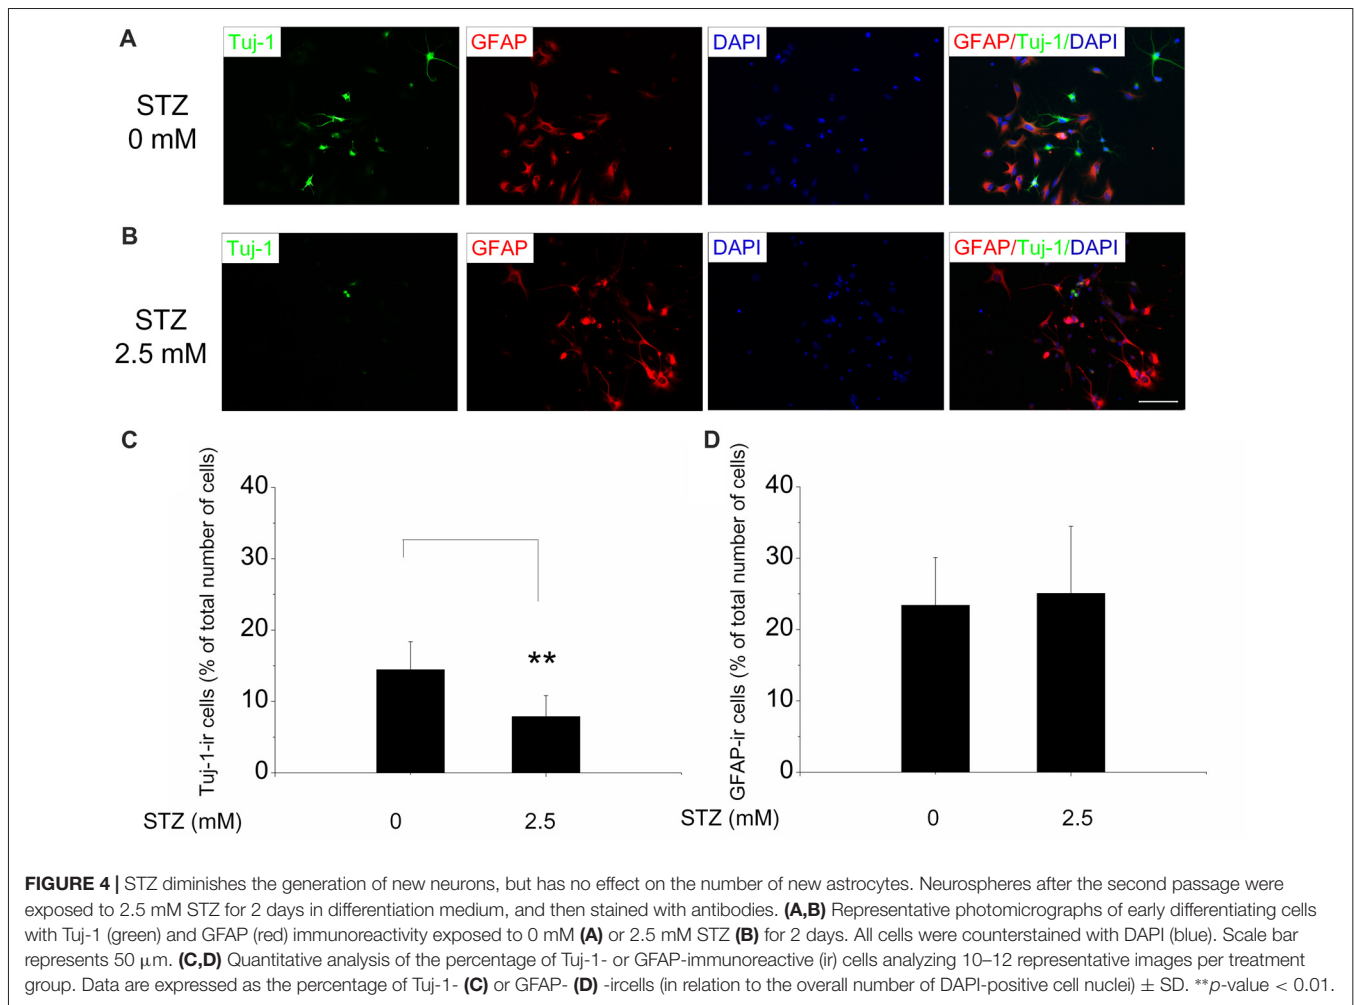 A
Tuj-1
GFAP
DAPI
GFAP/Tuj-1/DAPI
STZ
0 mM
B
Tuj-1
GFAP
DAPI
GFAP/Tuj-1/DAPI
STZ
2.5 mM
C
Tuj-1-ir cells (% of total number of cells)
40
30
20
10
0
**
STZ (mM)
0
2.5
D
GFAP-ir cells (% of total number of cells)
40
30
20
10
0
STZ (mM)
0
2.5
FIGURE 4 | STZ diminishes the generation of new neurons, but has no effect on the number of new astrocytes. Neurospheres after the second passage were
exposed to 2.5 mM STZ for 2 days in differentiation medium, and then stained with antibodies. (A,B) Representative photomicrographs of early differentiating cells
with Tuj-1 (green) and GFAP (red) immunoreactivity exposed to 0 mM (A) or 2.5 mM STZ (B) for 2 days. All cells were counterstained with DAPI (blue). Scale bar
represents 50 μm. (C,D) Quantitative analysis of the percentage of Tuj-1- or GFAP-immunoreactive (ir) cells analyzing 10–12 representative images per treatment
group. Data are expressed as the percentage of Tuj-1- (C) or GFAP- (D) -ircells (in relation to the overall number of DAPI-positive cell nuclei) ± SD. **p-value < 0.01.